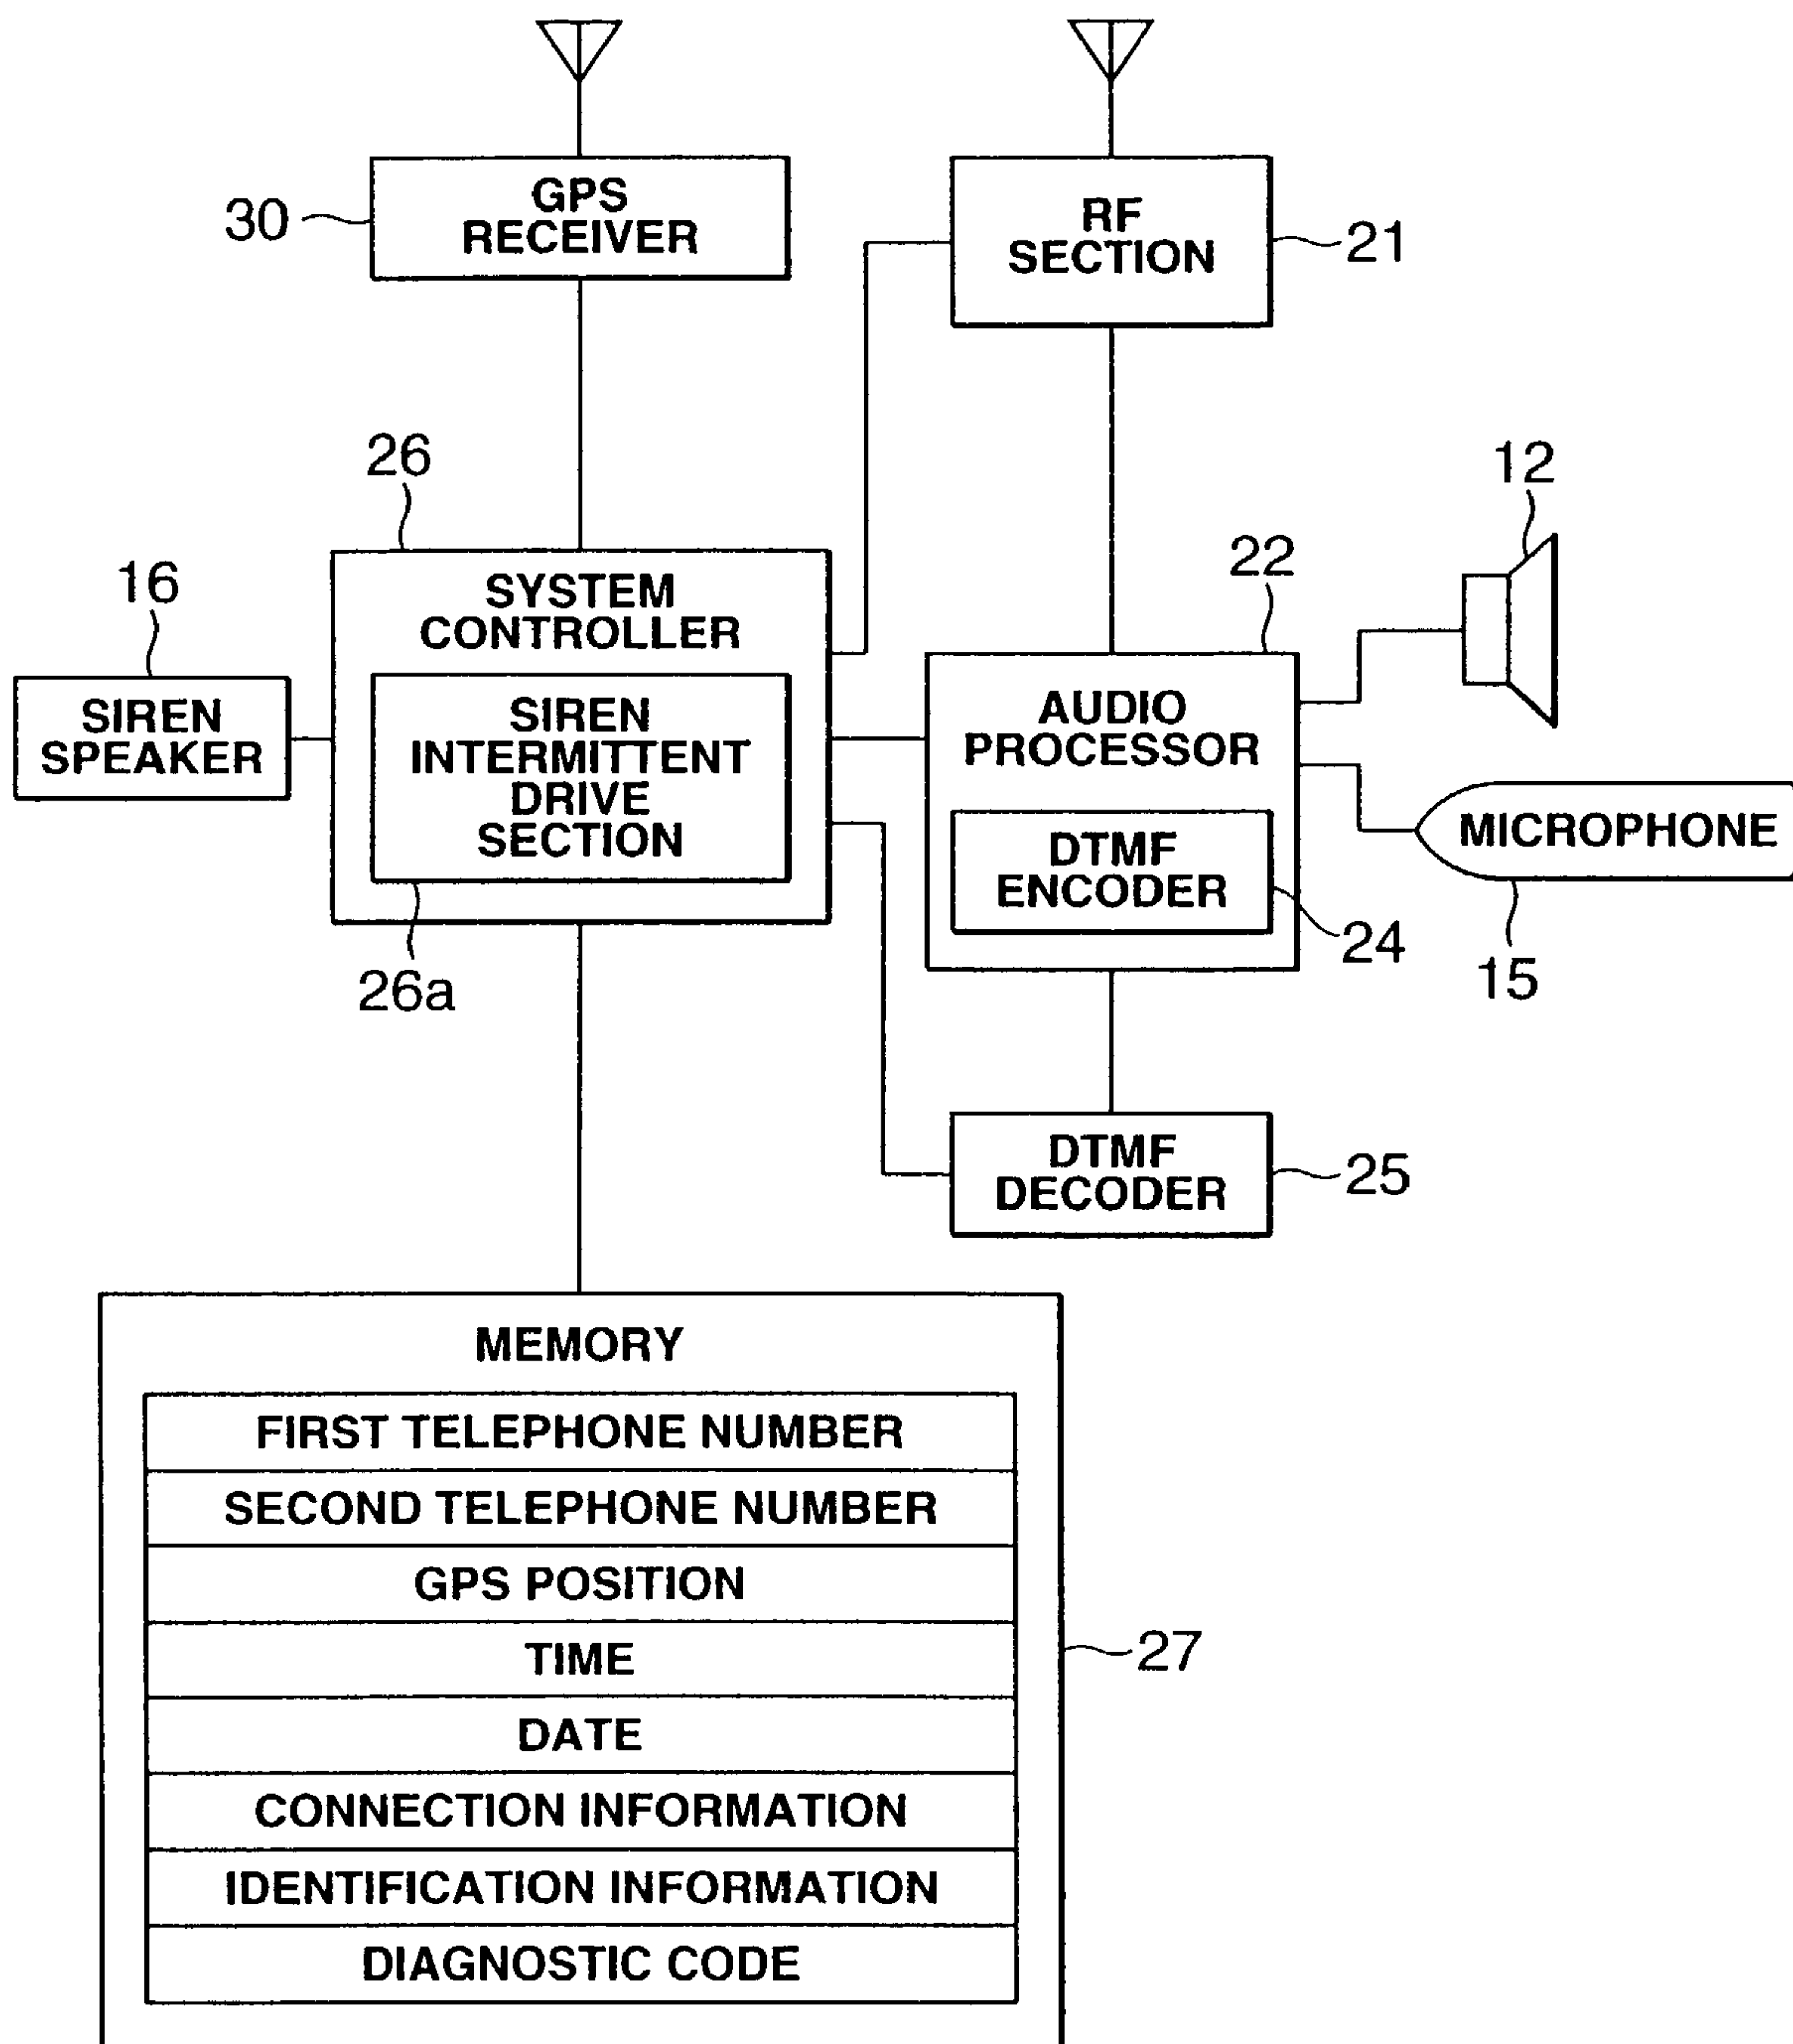 GPS
RECEIVER
30
RF
SECTION
21
26
SYSTEM
CONTROLLER
16
SIREN
SPEAKER
SIREN
INTERMITTENT
DRIVE
SECTION
26a
22
AUDIO
PROCESSOR
DTMF
ENCODER
24
12
MICROPHONE
15
DTMF
DECODER
25
MEMORY
FIRST TELEPHONE NUMBER
SECOND TELEPHONE NUMBER
GPS POSITION
TIME
DATE
CONNECTION INFORMATION
IDENTIFICATION INFORMATION
DIAGNOSTIC CODE
27